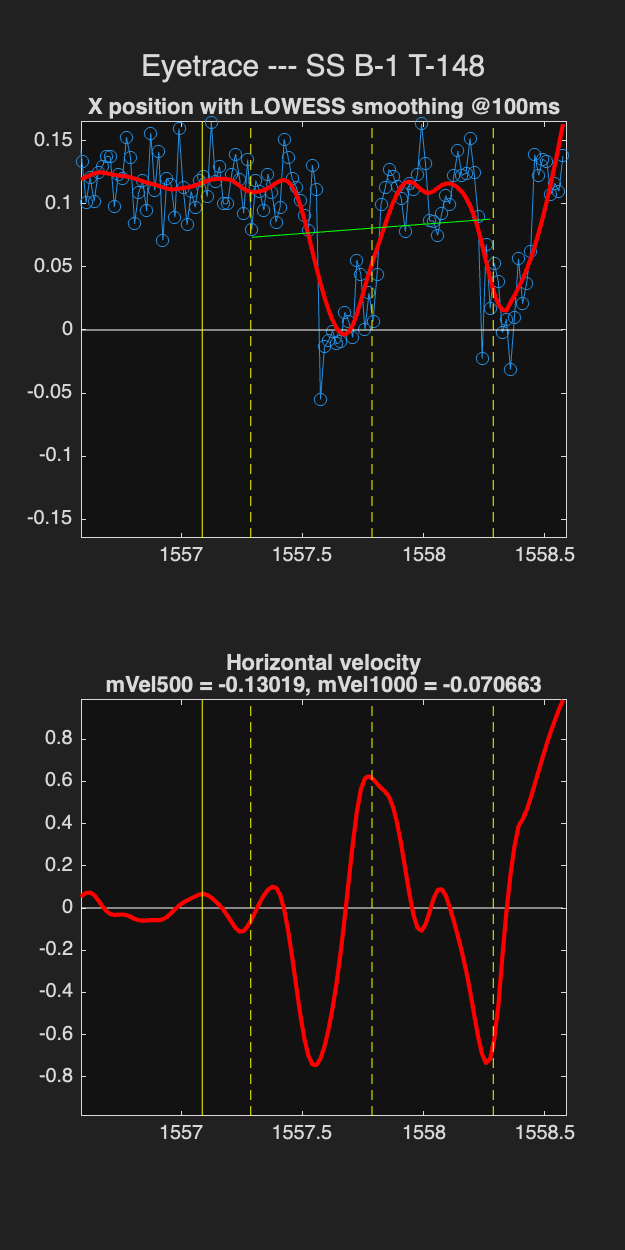 Eyetrace --- SS B-1 T-148
X position with LOWESS smoothing @100ms
0.15
0.1
0.05
0
-0.05
-0.1
-0.15
1557 1557.5 1558 1558.5
Horizontal velocity
mVel500 = -0.13019, mVel1000 = -0.070663
0.8
0.6
0.4
0.2
0
-0.2
-0.4
-0.6
-0.8
1557 1557.5 1558 1558.5